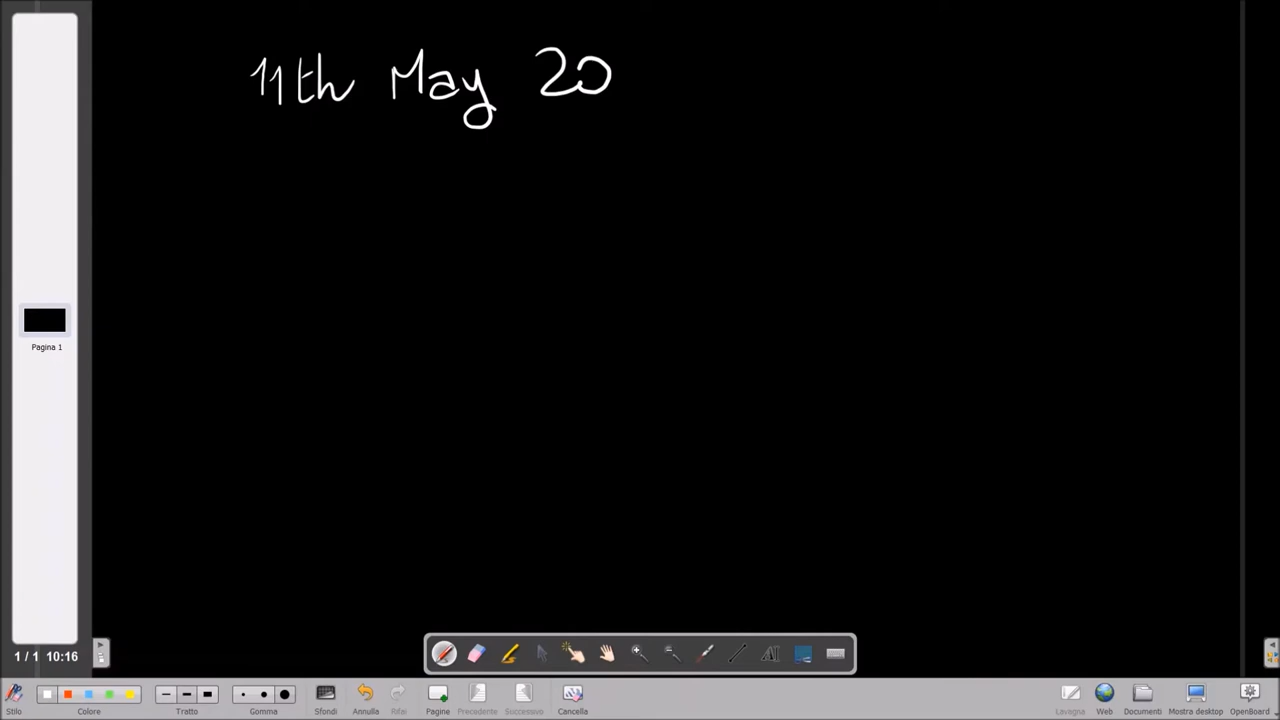 11th May 20
Pagina 1
1 / 1 10:16
Stilo
Colore
Tratto
Gomma
Sfondi
Annulla
Rifai
Pagine
Precedente
Successivo
Cancella
Lavagna
Web
Documenti
Mostra desktop
OpenBoard